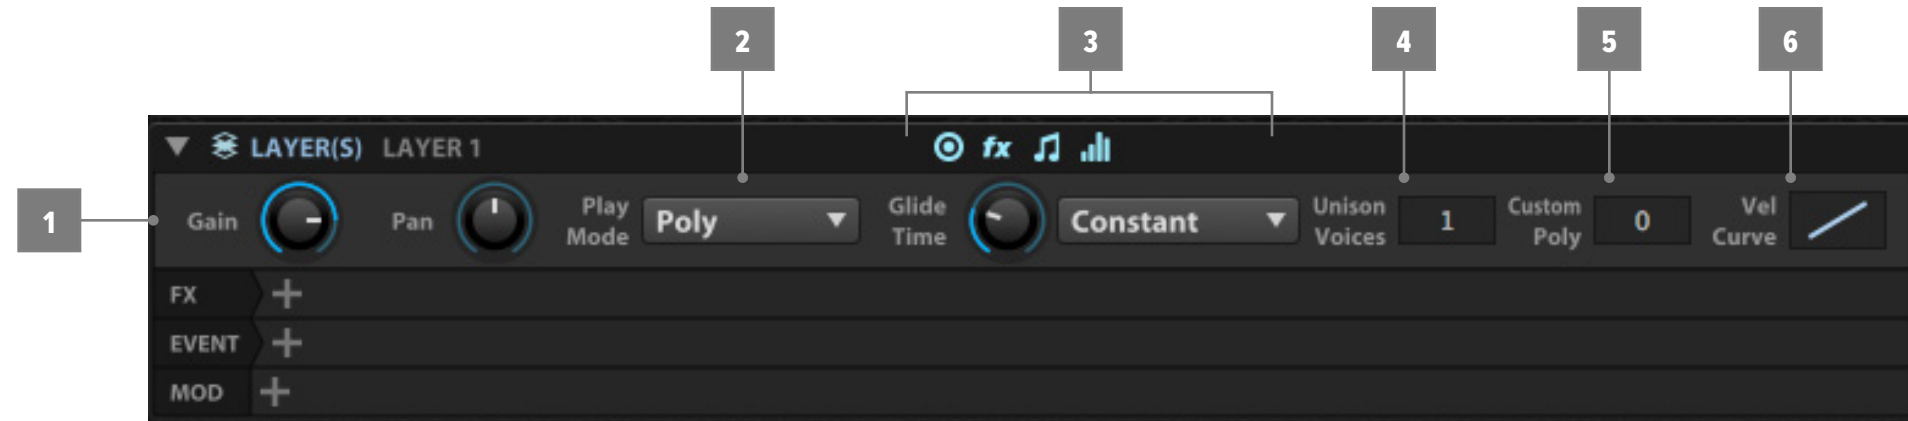 2 3 4 5 6
LAYER(S) LAYER 1 fx
1 Gain Pan Play Mode Poly Glide Time Constant Unison Voices 1 Custom Poly 0 Vel Curve
FX
EVENT
MOD